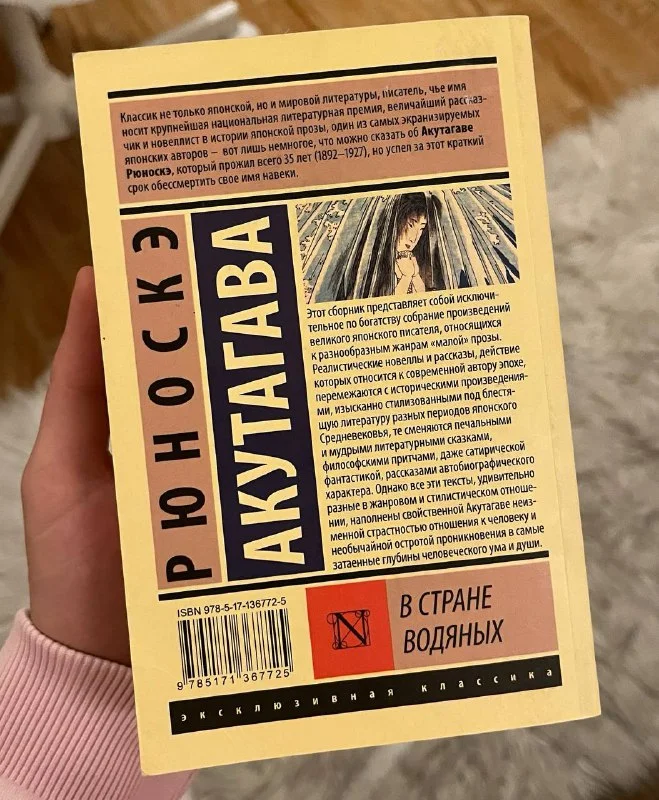 Классик не только японской, но и мировой литературы, писатель, чье имя
носит крупнейшая национальная литературная премия, величайший рассказ-
чик и новеллист в истории японской прозы, один из самых экранизируемых
японских авторов – вот лишь немногое, что можно сказать об Акутагаве
Рюноскэ, который прожил всего 35 лет (1892–1927), но успел за этот краткий
срок обессмертить свое имя навеки.
РЮНОСКЭ
АКУТАГАВА
Этот сборник представляет собой исключи-
тельное по богатству собрание произведений
великого японского писателя, относящихся
к разнообразным жанрам «малой» прозы.
Реалистические новеллы и рассказы, действие
которых относится к современной автору эпохе,
перемежаются с историческими произведения-
ми, изысканно стилизованными под блестя-
щую литературу разных периодов японского
Средневековья, те сменяются печальными
и мудрыми литературными сказками,
философскими притчами, даже сатирической
фантастикой, рассказами автобиографического
характера. Однако все эти тексты, удивительно
разные в жанровом и стилистическом отноше-
нии, наполнены свойственной Акутагаве неиз-
менной страстностью отношения к человеку и
необычайной остротой проникновения в самые
затаенные глубины человеческого ума и души.
ISBN 978-5-17-136772-5
9 785171 367725
N
В СТРАНЕ
ВОДЯНЫХ
эксклюзивная классика